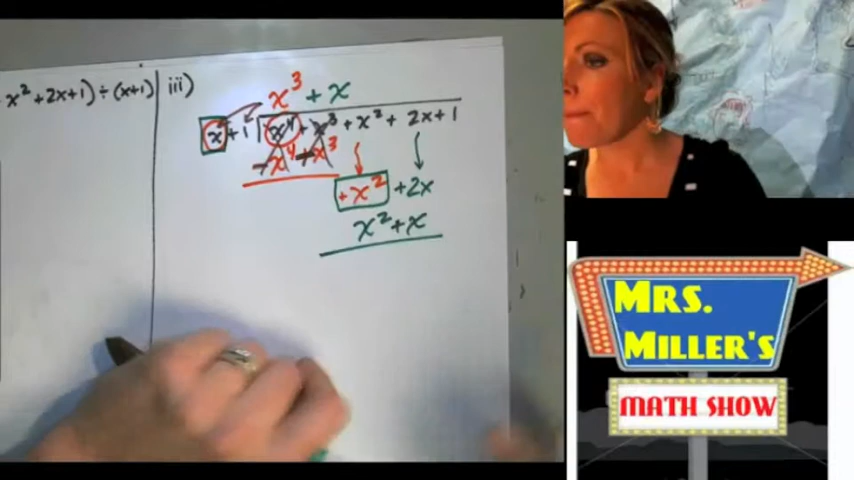 x² + 2x + 1) ÷ (x+1)
iii)
x³ + x
x + 1 x⁴ + x³ + x² + 2x + 1
- x⁴ + x³
+ x² + 2x
x² + x
MRS.
MILLER'S
MATH SHOW